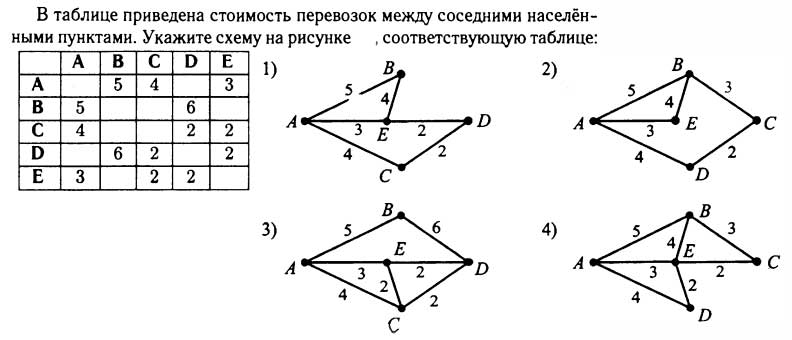 В таблице приведена стоимость перевозок между соседними населён-
ными пунктами. Укажите схему на рисунке , соответствующую таблице:
A B C D E
A 5 4 3
B 5 6
C 4 2 2
D 6 2 2
E 3 2 2
1)
B
5
4
A
3
E
2
D
4
2
C
2)
B
5
3
4
A
3
E
C
4
2
D
3)
B
5
6
E
A
3
2
D
4
2
2
C
4)
B
5
3
4
E
A
3
2
C
4
2
D